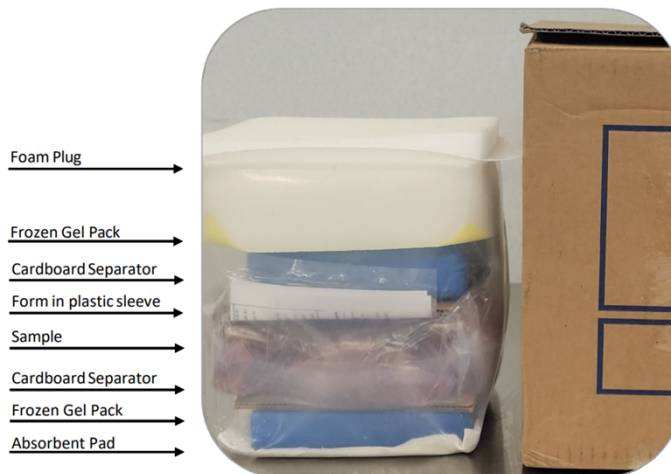 Foam Plug
Frozen Gel Pack
Cardboard Separator
Form in plastic sleeve
Sample
Cardboard Separator
Frozen Gel Pack
Absorbent Pad